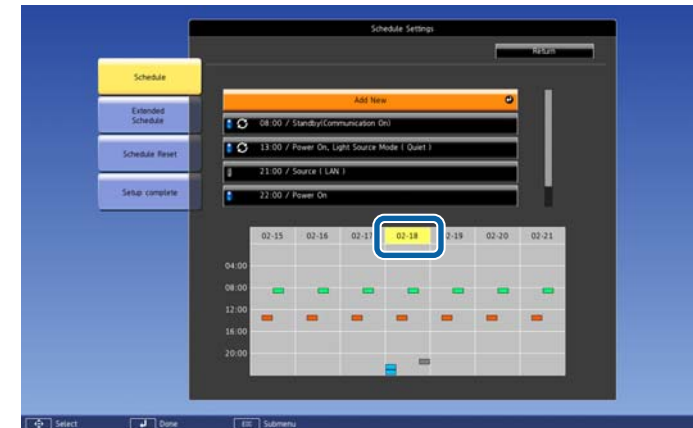 Schedule Settings
Return
Schedule
Extended
Schedule
Schedule Reset
Setup complete
Add New
08:00 / Standby(Communication On)
13:00 / Power On, Light Source Mode ( Quiet )
21:00 / Source ( LAN )
22:00 / Power On
02-15 02-16 02-17 02-18 2-19 02-20 02-21
04:00
08:00
12:00
16:00
20:00
Select Done Submenu